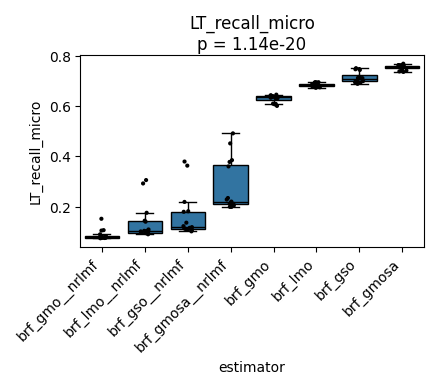 LT_recall_micro
p = 1.14e-20
LT_recall_micro
0.8
0.6
0.4
0.2
brf_gmo__nrlmf
brf_lmo__nrlmf
brf_gso__nrlmf
brf_gmosa__nrlmf
brf_gmo
brf_lmo
brf_gso
brf_gmosa
estimator